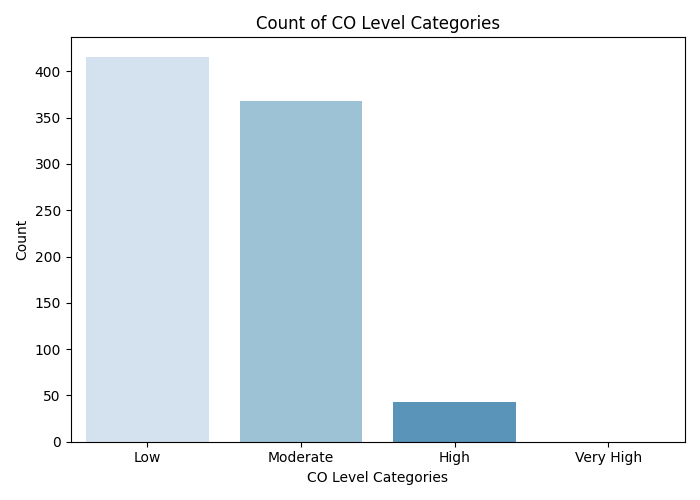 Count of CO Level Categories
400
350
300
250
200
150
100
50
0
Count
Low Moderate High Very High
CO Level Categories